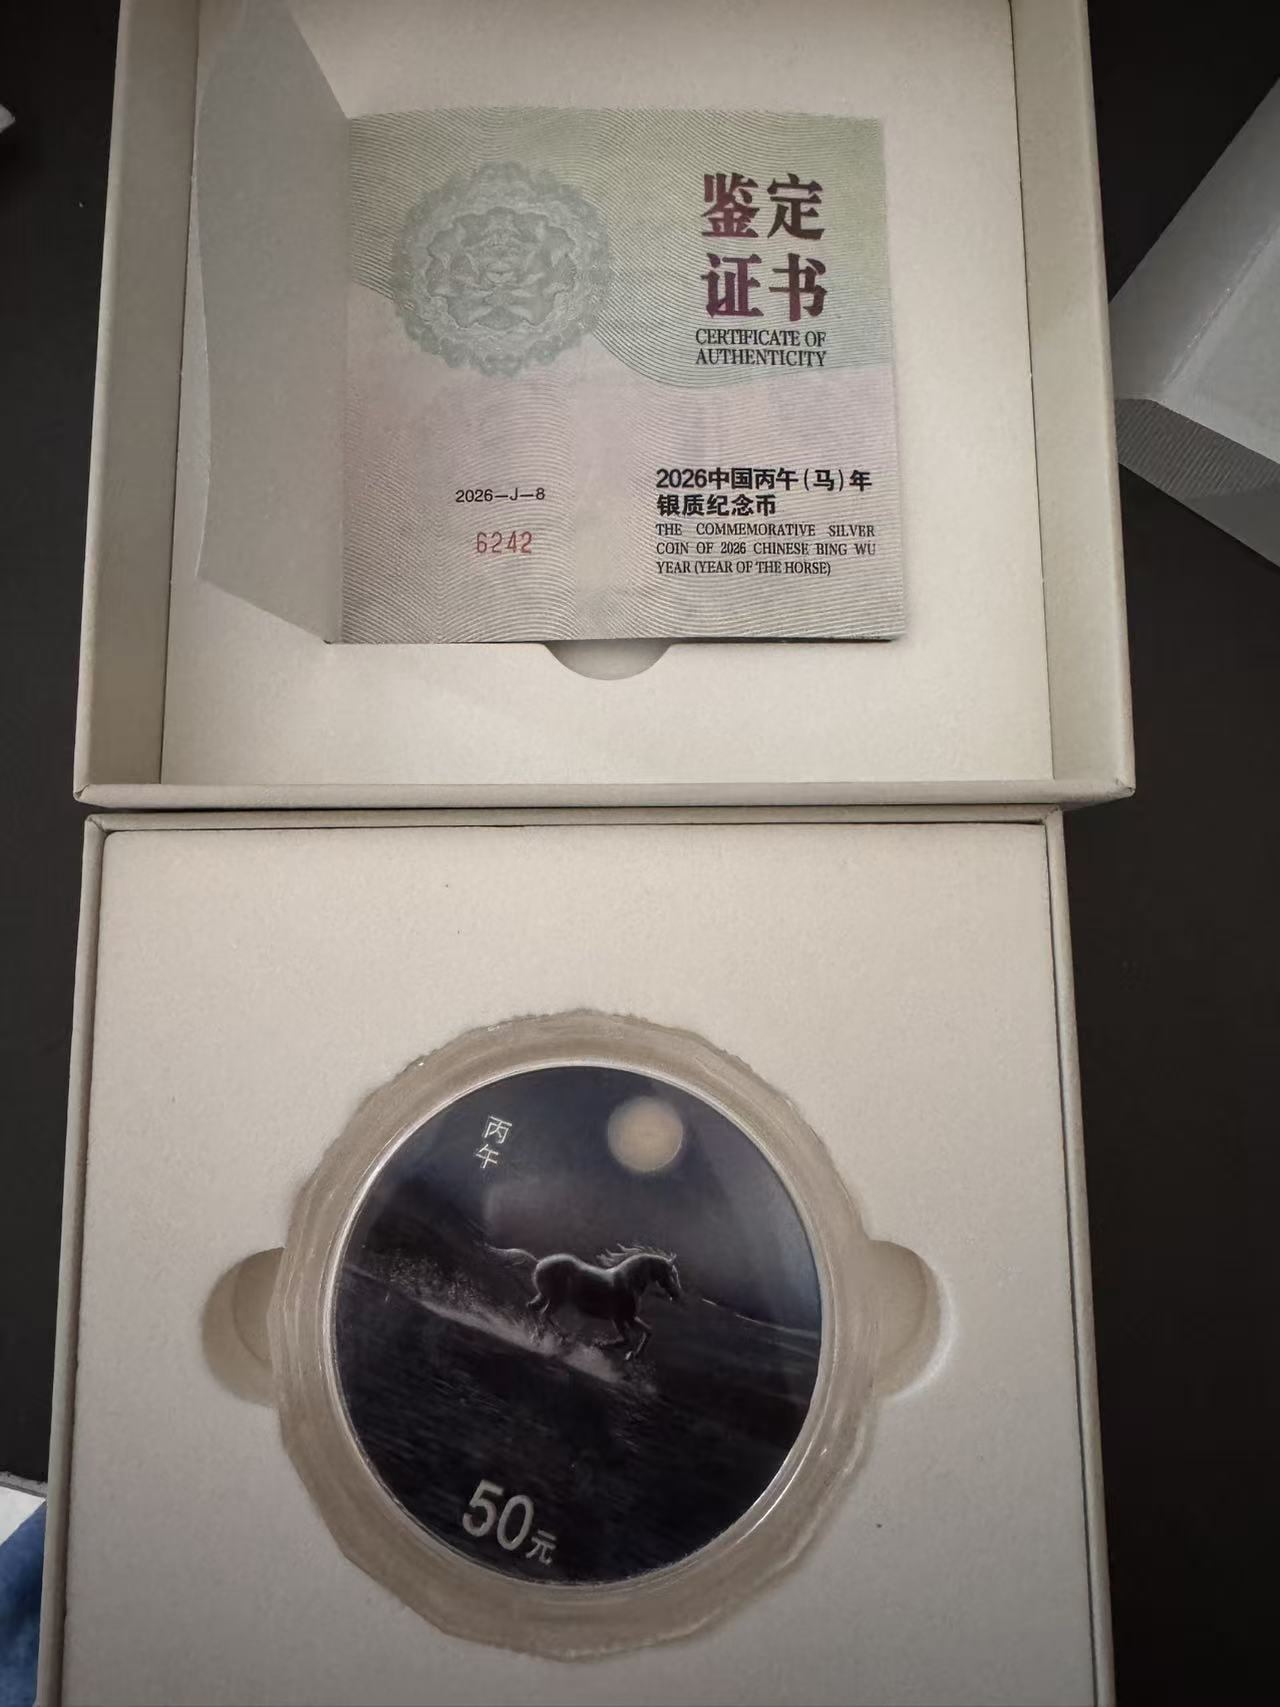 鉴定
证书
CERTIFICATE OF
AUTHENTICITY
2026中国丙午(马)年
银质纪念币
THE COMMEMORATIVE SILVER
COIN OF 2026 CHINESE BING WU
YEAR (YEAR OF THE HORSE)
2026—J—8
6242
丙
午
50元